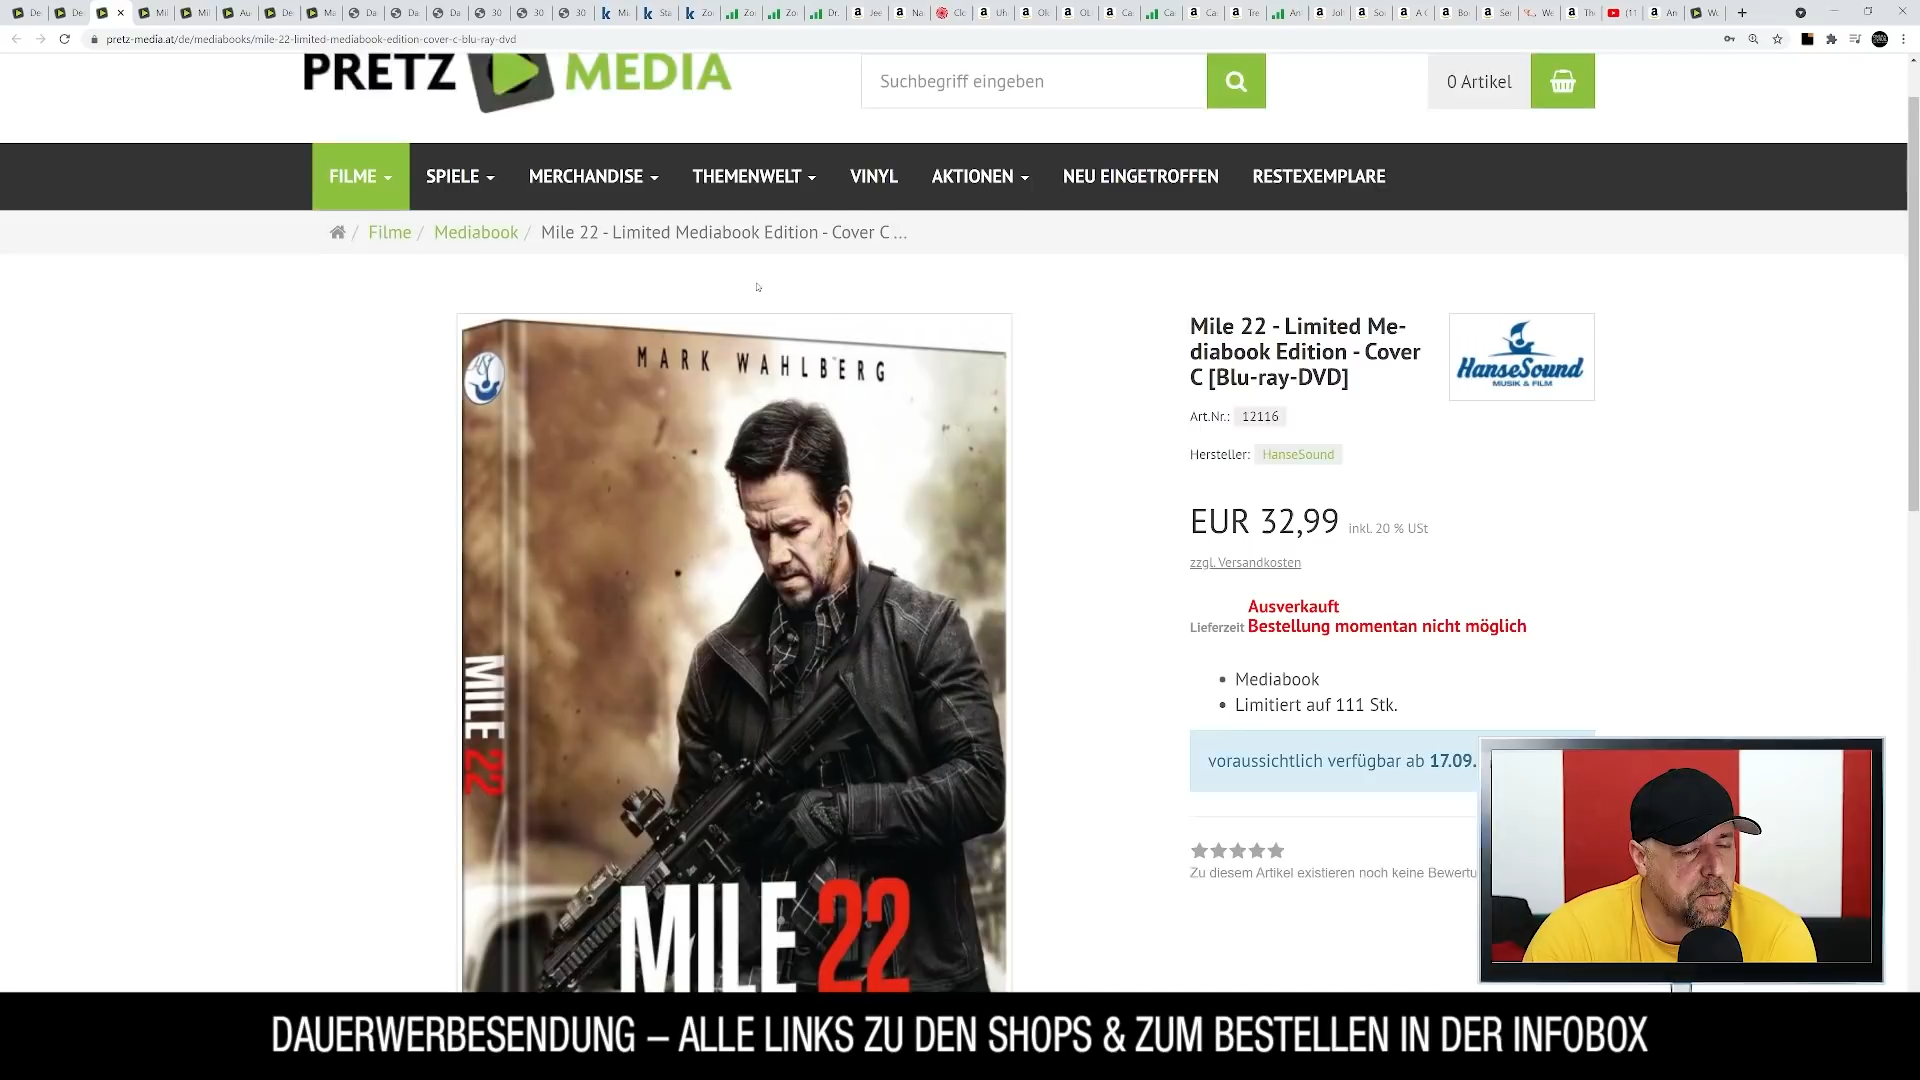 pretz-media.at/de/mediabooks/mile-22-limited-mediabook-edition-cover-c-blu-ray-dvd
PRETZ MEDIA
Suchbegriff eingeben
0 Artikel
FILME SPIELE MERCHANDISE THEMENWELT VINYL AKTIONEN NEU EINGETROFFEN RESTEXEMPLARE
/ Filme / Mediabook / Mile 22 - Limited Mediabook Edition - Cover C ...
MARK WAHLBERG
MILE 22
MILE 22
Mile 22 - Limited Me-
diabook Edition - Cover
C [Blu-ray-DVD]
HanseSound
MUSIK & FILM
Art.Nr.: 12116
Hersteller: HanseSound
EUR 32,99 inkl. 20 % USt
zzgl. Versandkosten
Ausverkauft
Lieferzeit Bestellung momentan nicht möglich
Mediabook
Limitiert auf 111 Stk.
voraussichtlich verfügbar ab 17.09.
Zu diesem Artikel existieren noch keine Bewertu
DAUERWERBESENDUNG – ALLE LINKS ZU DEN SHOPS & ZUM BESTELLEN IN DER INFOBOX